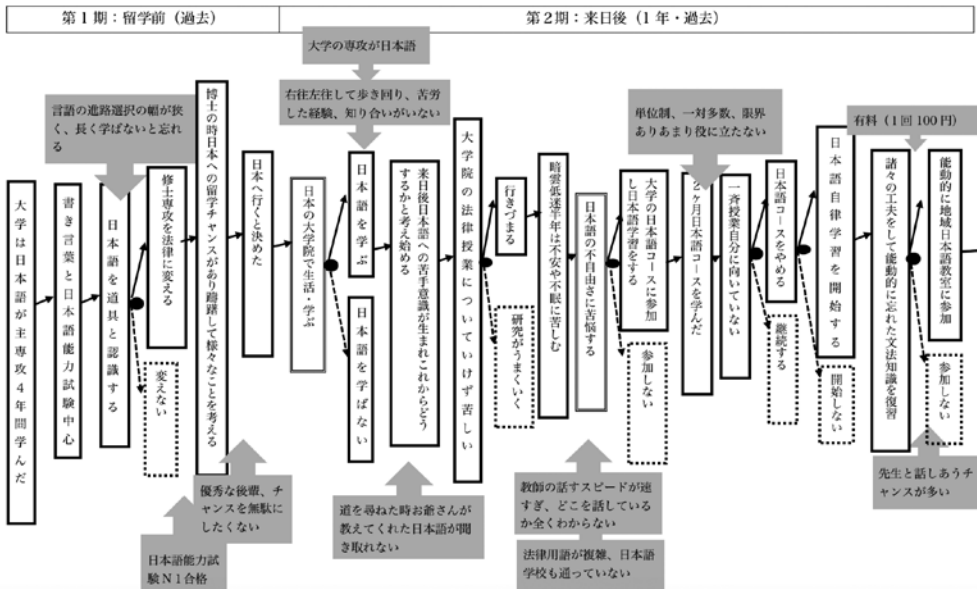 第1期：留学前（過去）
第2期：来日後（1年・過去）
大学の専攻が日本語
言語の進路選択の幅が狭
く、長く学ばないと忘れ
る
右往左往して歩き回り、苦労
した経験、知り合いがいない
単位制、一対多数、限界
ありあまり役に立たない
有料（1回100円）
大学は日本語が主専攻4年間学んだ
書き言葉と日本語能力試験中心
日本語を道具と認識する
修士専攻を法律に変える
変えない
博士の時日本への留学チャンスがあり躊躇して様々なことを考える
日本へ行くと決めた
日本の大学院で生活・学ぶ
日本語を学ぶ
日本語を学ばない
来日後日本語への苦手意識が生まれこれからどう
するかと考え始める
大学院の法律授業についていけず苦しい
行きづまる
研究がうまくいく
暗雲低迷半年は不安や不眠に苦しむ
日本語の不自由さに苦悩する
大学の日本語コースに参加
し日本語学習をする
参加しない
2ヶ月日本語コースを学んだ
一斉授業自分に向いていない
日本語コースをやめる
継続する
日本語自律学習を開始する
開始しない
諸々の工夫をして能動的に忘れた文法知識を復習
能動的に地域日本語教室に参加
参加しない
優秀な後輩、チ
ャンスを無駄に
したくない
日本語能力試
験N1合格
道を尋ねた時お爺さんが
教えてくれた日本語が聞
き取れない
教師の話すスピードが速
すぎ、どこを話している
か全くわからない
法律用語が複雑、日本語
学校も通っていない
先生と話しあうチ
ャンスが多い